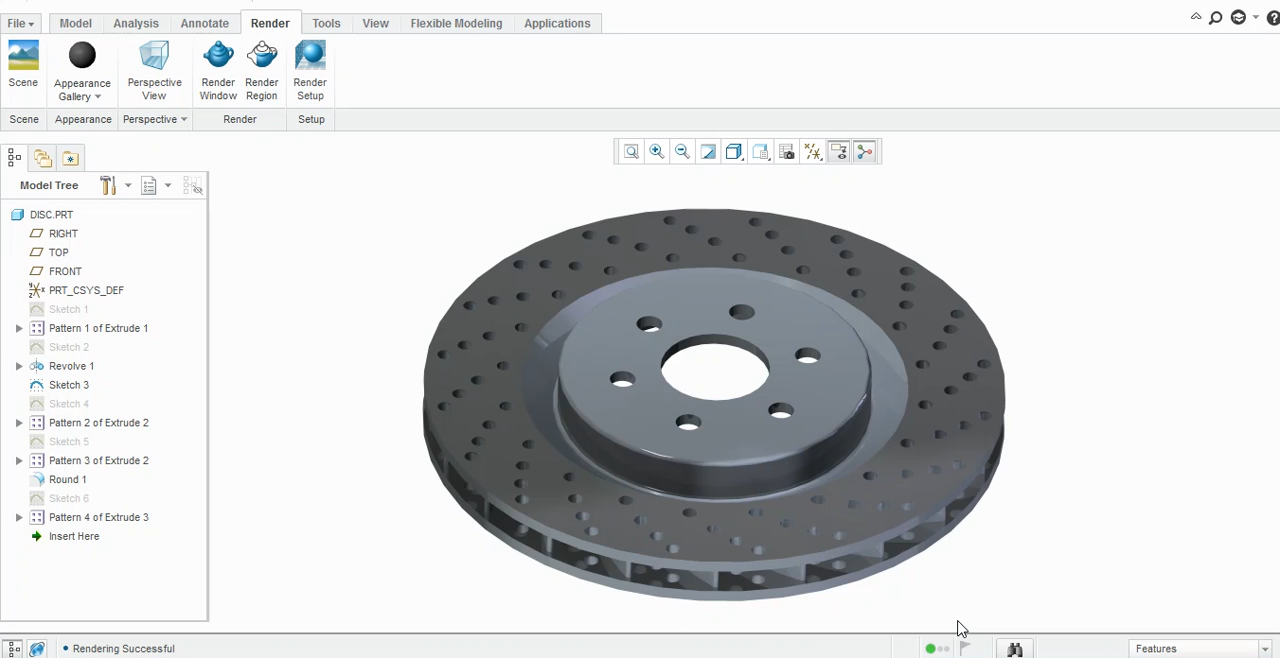 File Model Analysis Annotate Render Tools View Flexible Modeling Applications
Scene
Appearance Gallery
Perspective View
Render Window
Render Region
Render Setup
Scene Appearance Perspective Render Setup
Model Tree
DISC.PRT
RIGHT
TOP
FRONT
PRT_CSYS_DEF
Sketch 1
Pattern 1 of Extrude 1
Sketch 2
Revolve 1
Sketch 3
Sketch 4
Pattern 2 of Extrude 2
Sketch 5
Pattern 3 of Extrude 2
Round 1
Sketch 6
Pattern 4 of Extrude 3
Insert Here
• Rendering Successful
Features